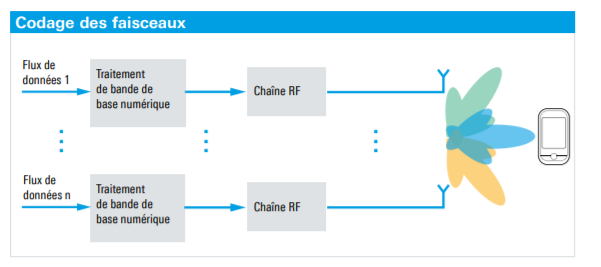 Codage des faisceaux
Flux de
données 1
Traitement
de bande de
base numérique
Chaîne RF
Flux de
données n
Traitement
de bande de
base numérique
Chaîne RF